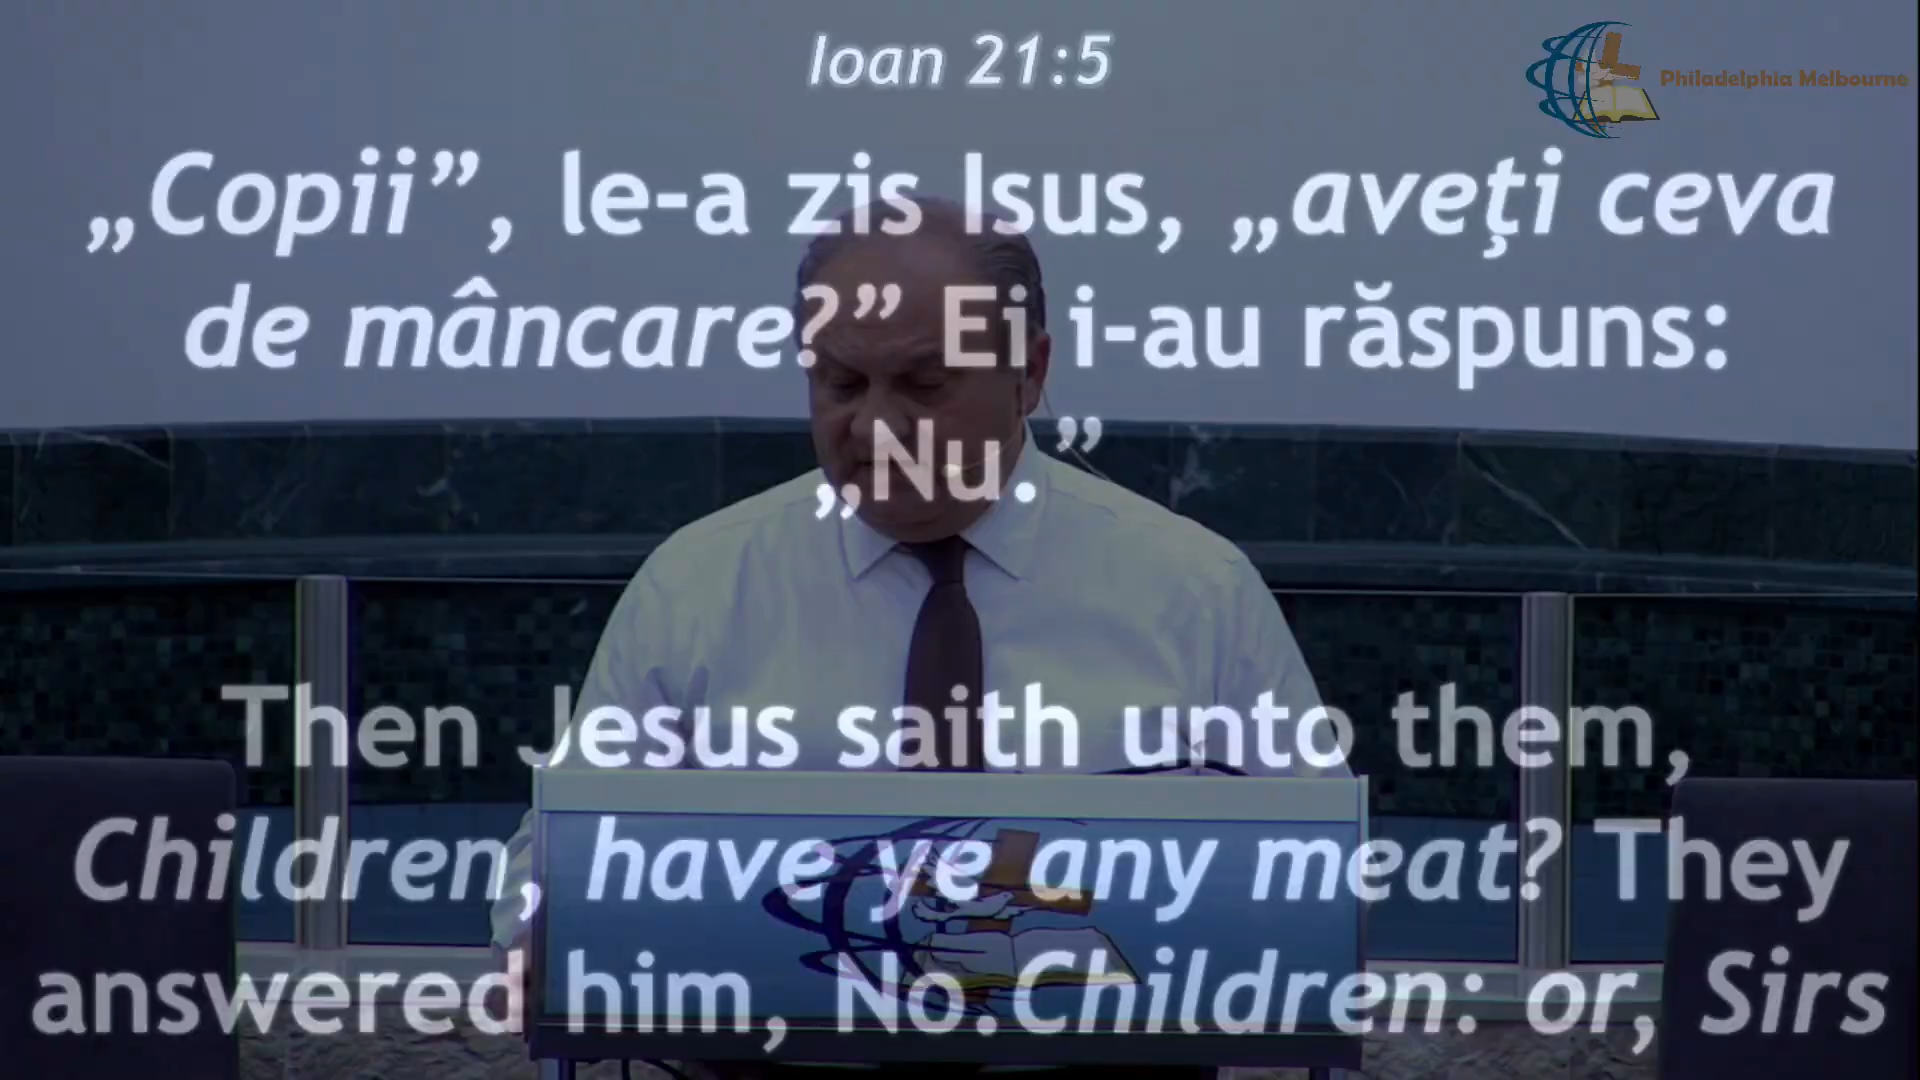 Ioan 21:5
Philadelphia Melbourne
„Copii”, le-a zis Isus, „aveți ceva
de mâncare?” Ei i-au răspuns:
„Nu.”
Then Jesus saith unto them,
Children, have ye any meat? They
answered him, No.Children: or, Sirs